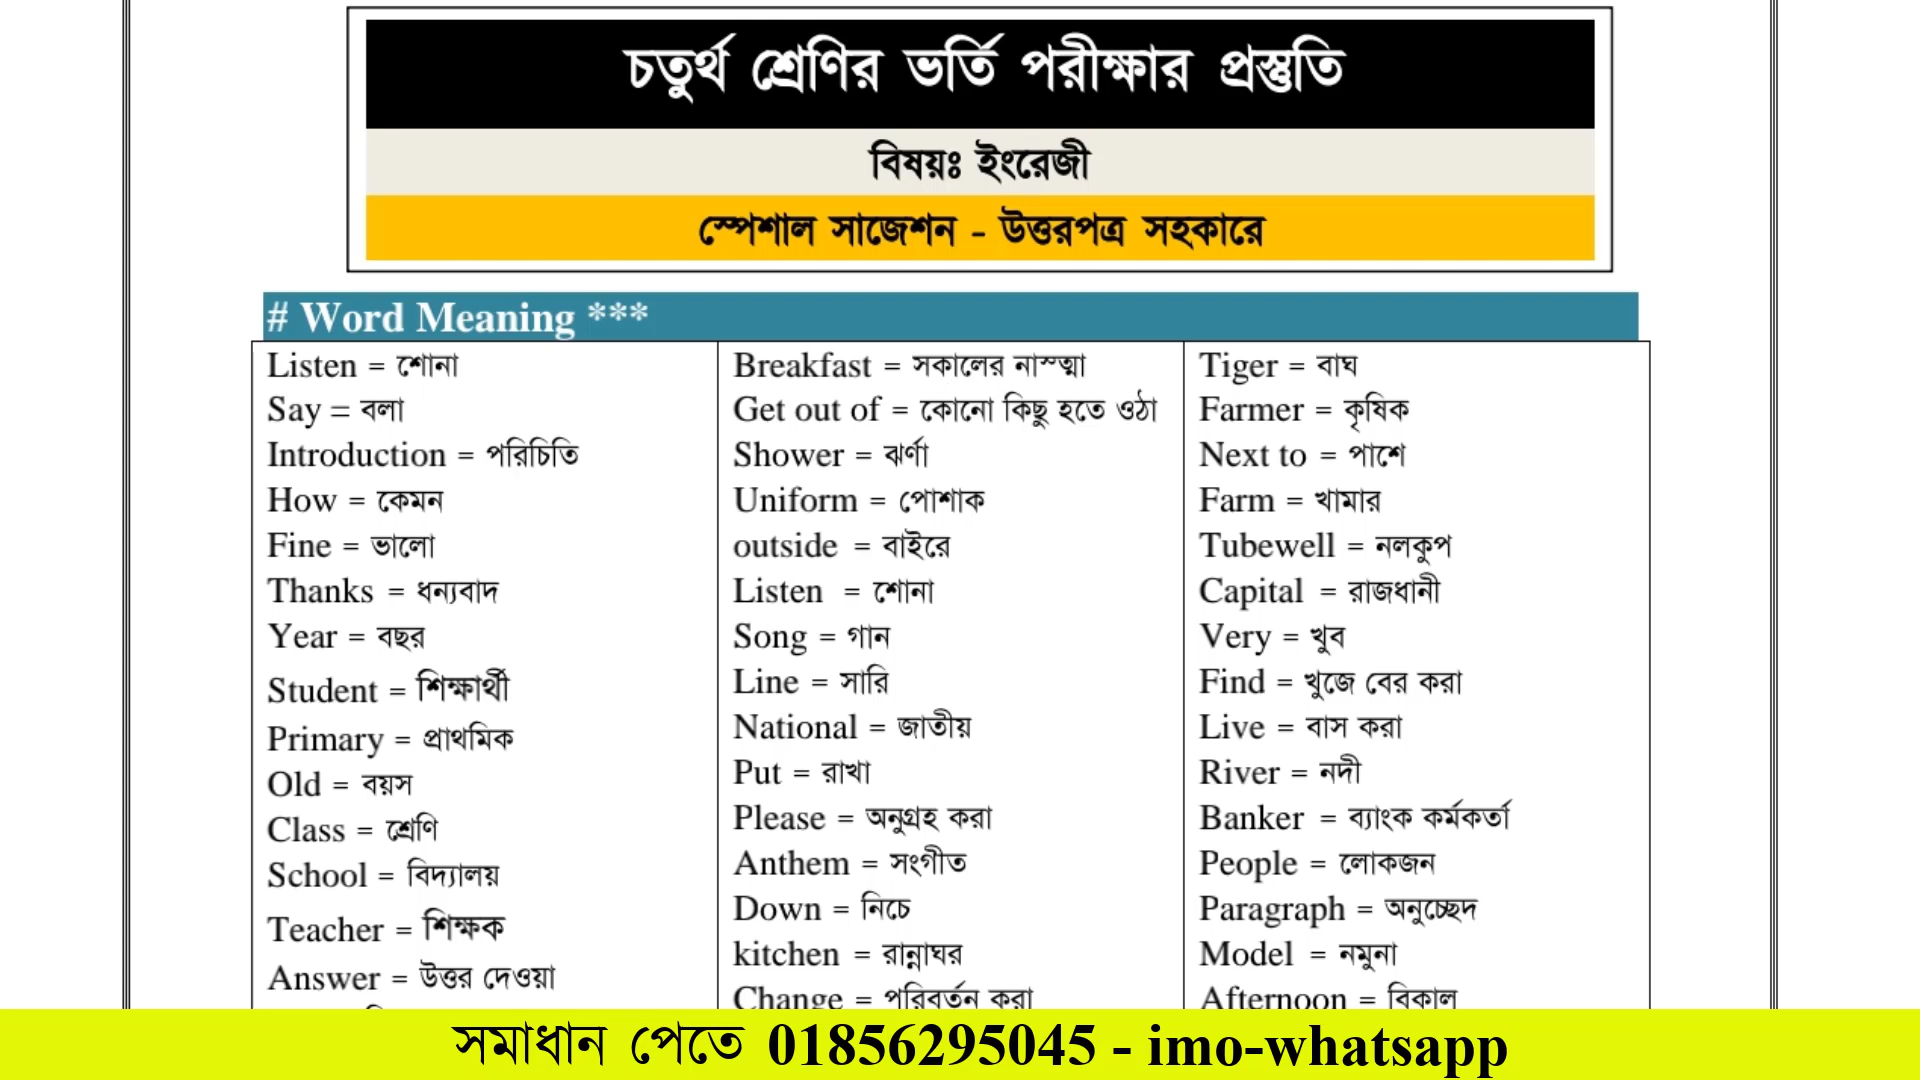 চতুর্থ শ্রেণির ভর্তি পরীক্ষার প্রস্তুতি
বিষয়ঃ ইংরেজী
স্পেশাল সাজেশন - উত্তরপত্র সহকারে
# Word Meaning ***
Listen = শোনা
Say = বলা
Introduction = পরিচিতি
How = কেমন
Fine = ভালো
Thanks = ধন্যবাদ
Year = বছর
Student = শিক্ষার্থী
Primary = প্রাথমিক
Old = বয়স
Class = শ্রেণি
School = বিদ্যালয়
Teacher = শিক্ষক
Answer = উত্তর দেওয়া
Breakfast = সকালের নাস্তা
Get out of = কোনো কিছু হতে ওঠা
Shower = ঝর্ণা
Uniform = পোশাক
outside = বাইরে
Listen = শোনা
Song = গান
Line = সারি
National = জাতীয়
Put = রাখা
Please = অনুগ্রহ করা
Anthem = সংগীত
Down = নিচে
kitchen = রান্নাঘর
Change = পরিবর্তন করা
Tiger = বাঘ
Farmer = কৃষিক
Next to = পাশে
Farm = খামার
Tubewell = নলকুপ
Capital = রাজধানী
Very = খুব
Find = খুজে বের করা
Live = বাস করা
River = নদী
Banker = ব্যাংক কর্মকর্তা
People = লোকজন
Paragraph = অনুচ্ছেদ
Model = নমুনা
Afternoon = বিকাল
সমাধান পেতে 01856295045 - imo-whatsapp